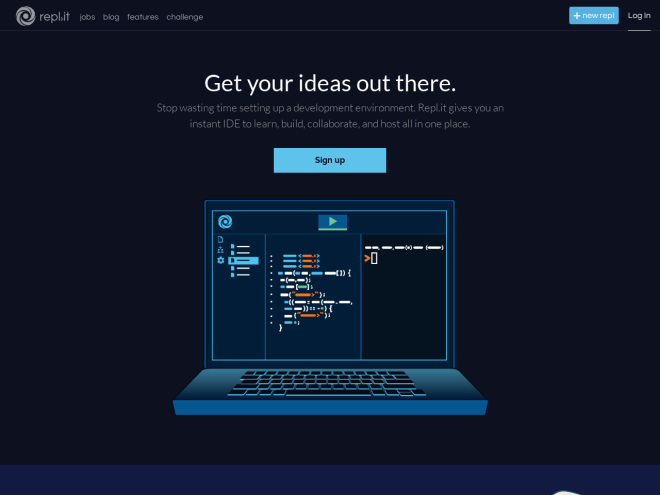 repl.it jobs blog features challenge + new repl Log In
Get your ideas out there.
Stop wasting time setting up a development environment. Repl.it gives you an
instant IDE to learn, build, collaborate, and host all in one place.
Sign up